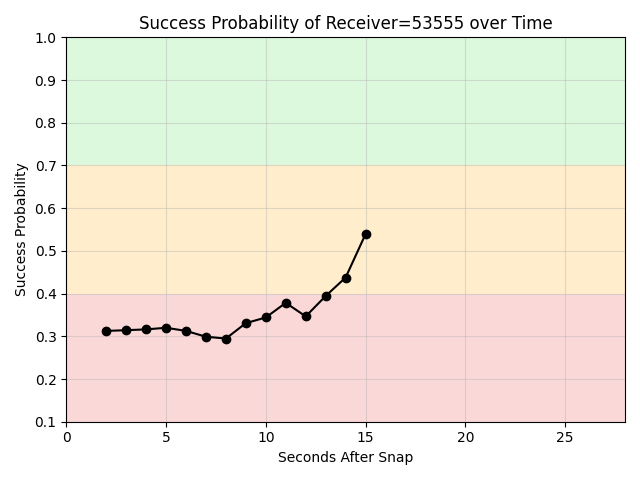 Success Probability of Receiver=53555 over Time
1.0
0.9
0.8
0.7
0.6
0.5
0.4
0.3
0.2
0.1
Success Probability
0 5 10 15 20 25
Seconds After Snap